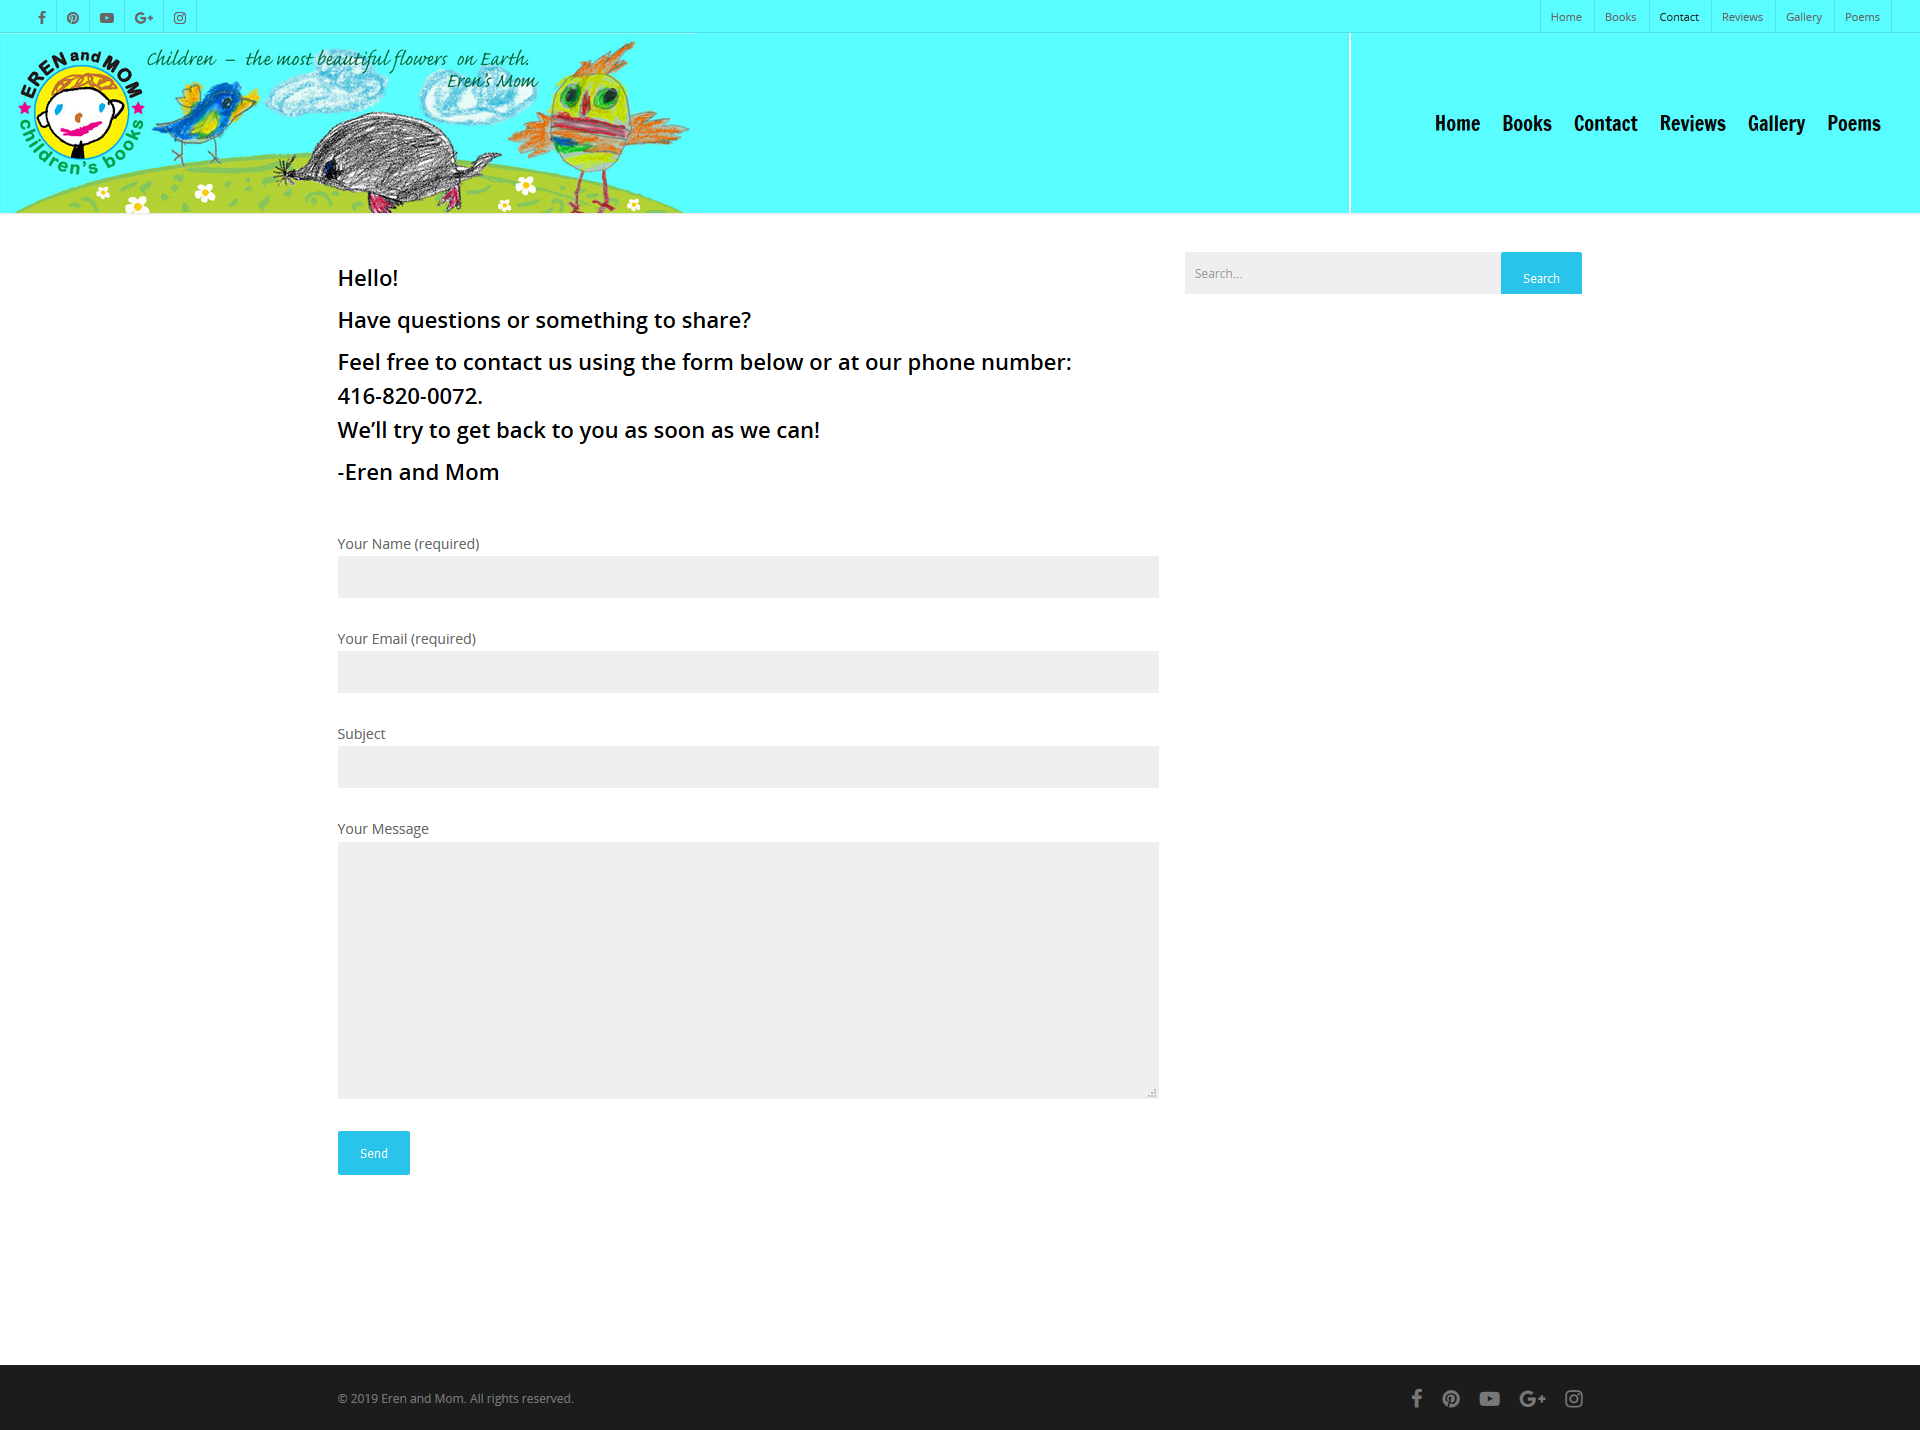 Home Books Contact Reviews Gallery Poems
EREN and MOM
children's books
Children – the most beautiful flowers on Earth.
Eren's Mom
Home Books Contact Reviews Gallery Poems
Hello!
Search...
Search
Have questions or something to share?
Feel free to contact us using the form below or at our phone number:
416-820-0072.
We’ll try to get back to you as soon as we can!
-Eren and Mom
Your Name (required)
Your Email (required)
Subject
Your Message
Send
© 2019 Eren and Mom. All rights reserved.